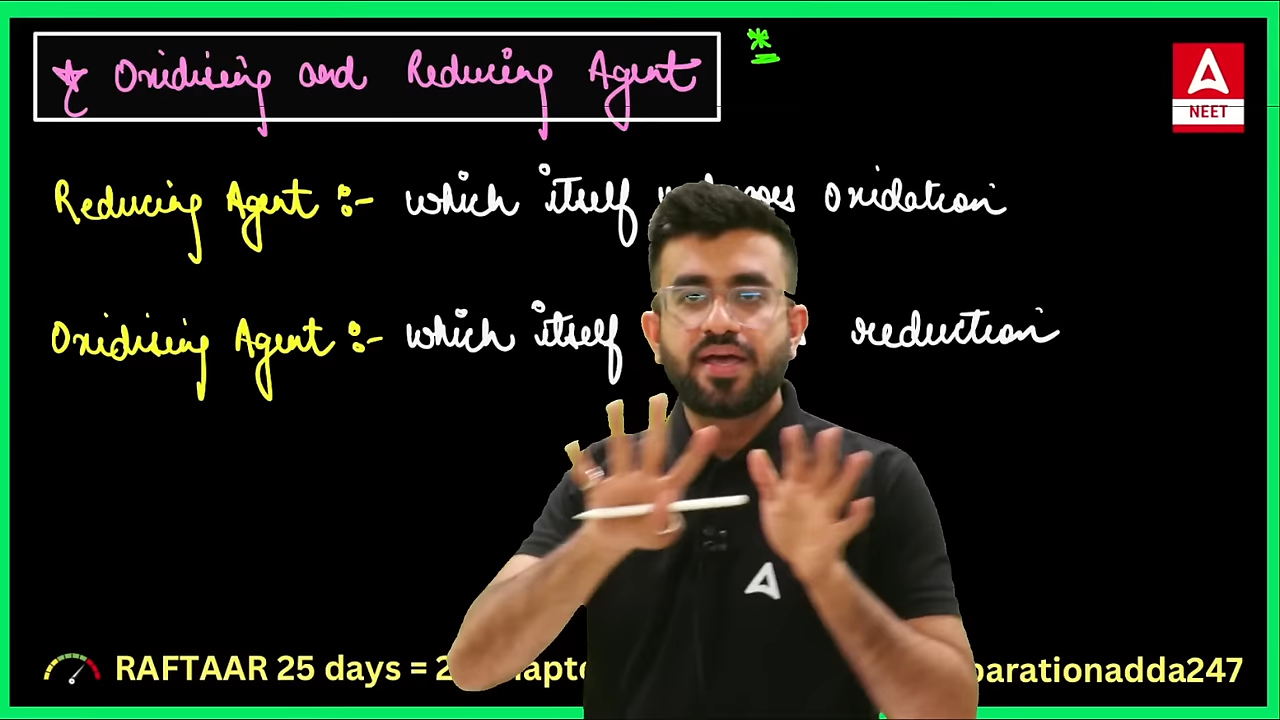 * Oxidising and Reducing Agent *
NEET
Reducing Agent :- which itself oxidation
Oxidising Agent :- which itself reduction
RAFTAAR 25 days = 2 parationadda247